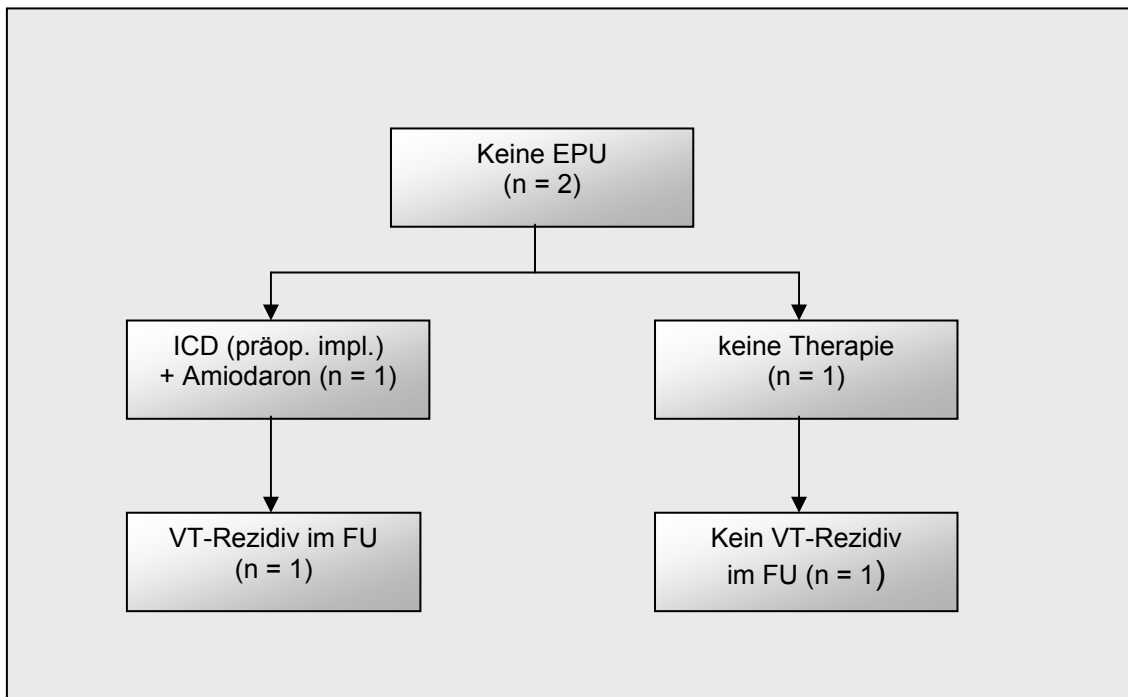 Keine EPU
(n = 2)
ICD (präop. impl.)
+ Amiodaron (n = 1)
keine Therapie
(n = 1)
VT-Rezidiv im FU
(n = 1)
Kein VT-Rezidiv
im FU (n = 1)